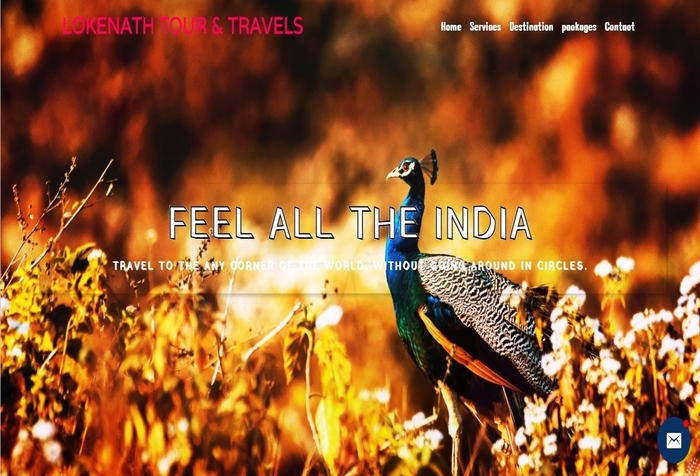 LOKENATH TOUR & TRAVELS
Home Services Destination packages Contact
FEEL ALL THE INDIA
TRAVEL TO THE ANY CORNER OF THE WORLD, WITHOUT GOING AROUND IN CIRCLES.